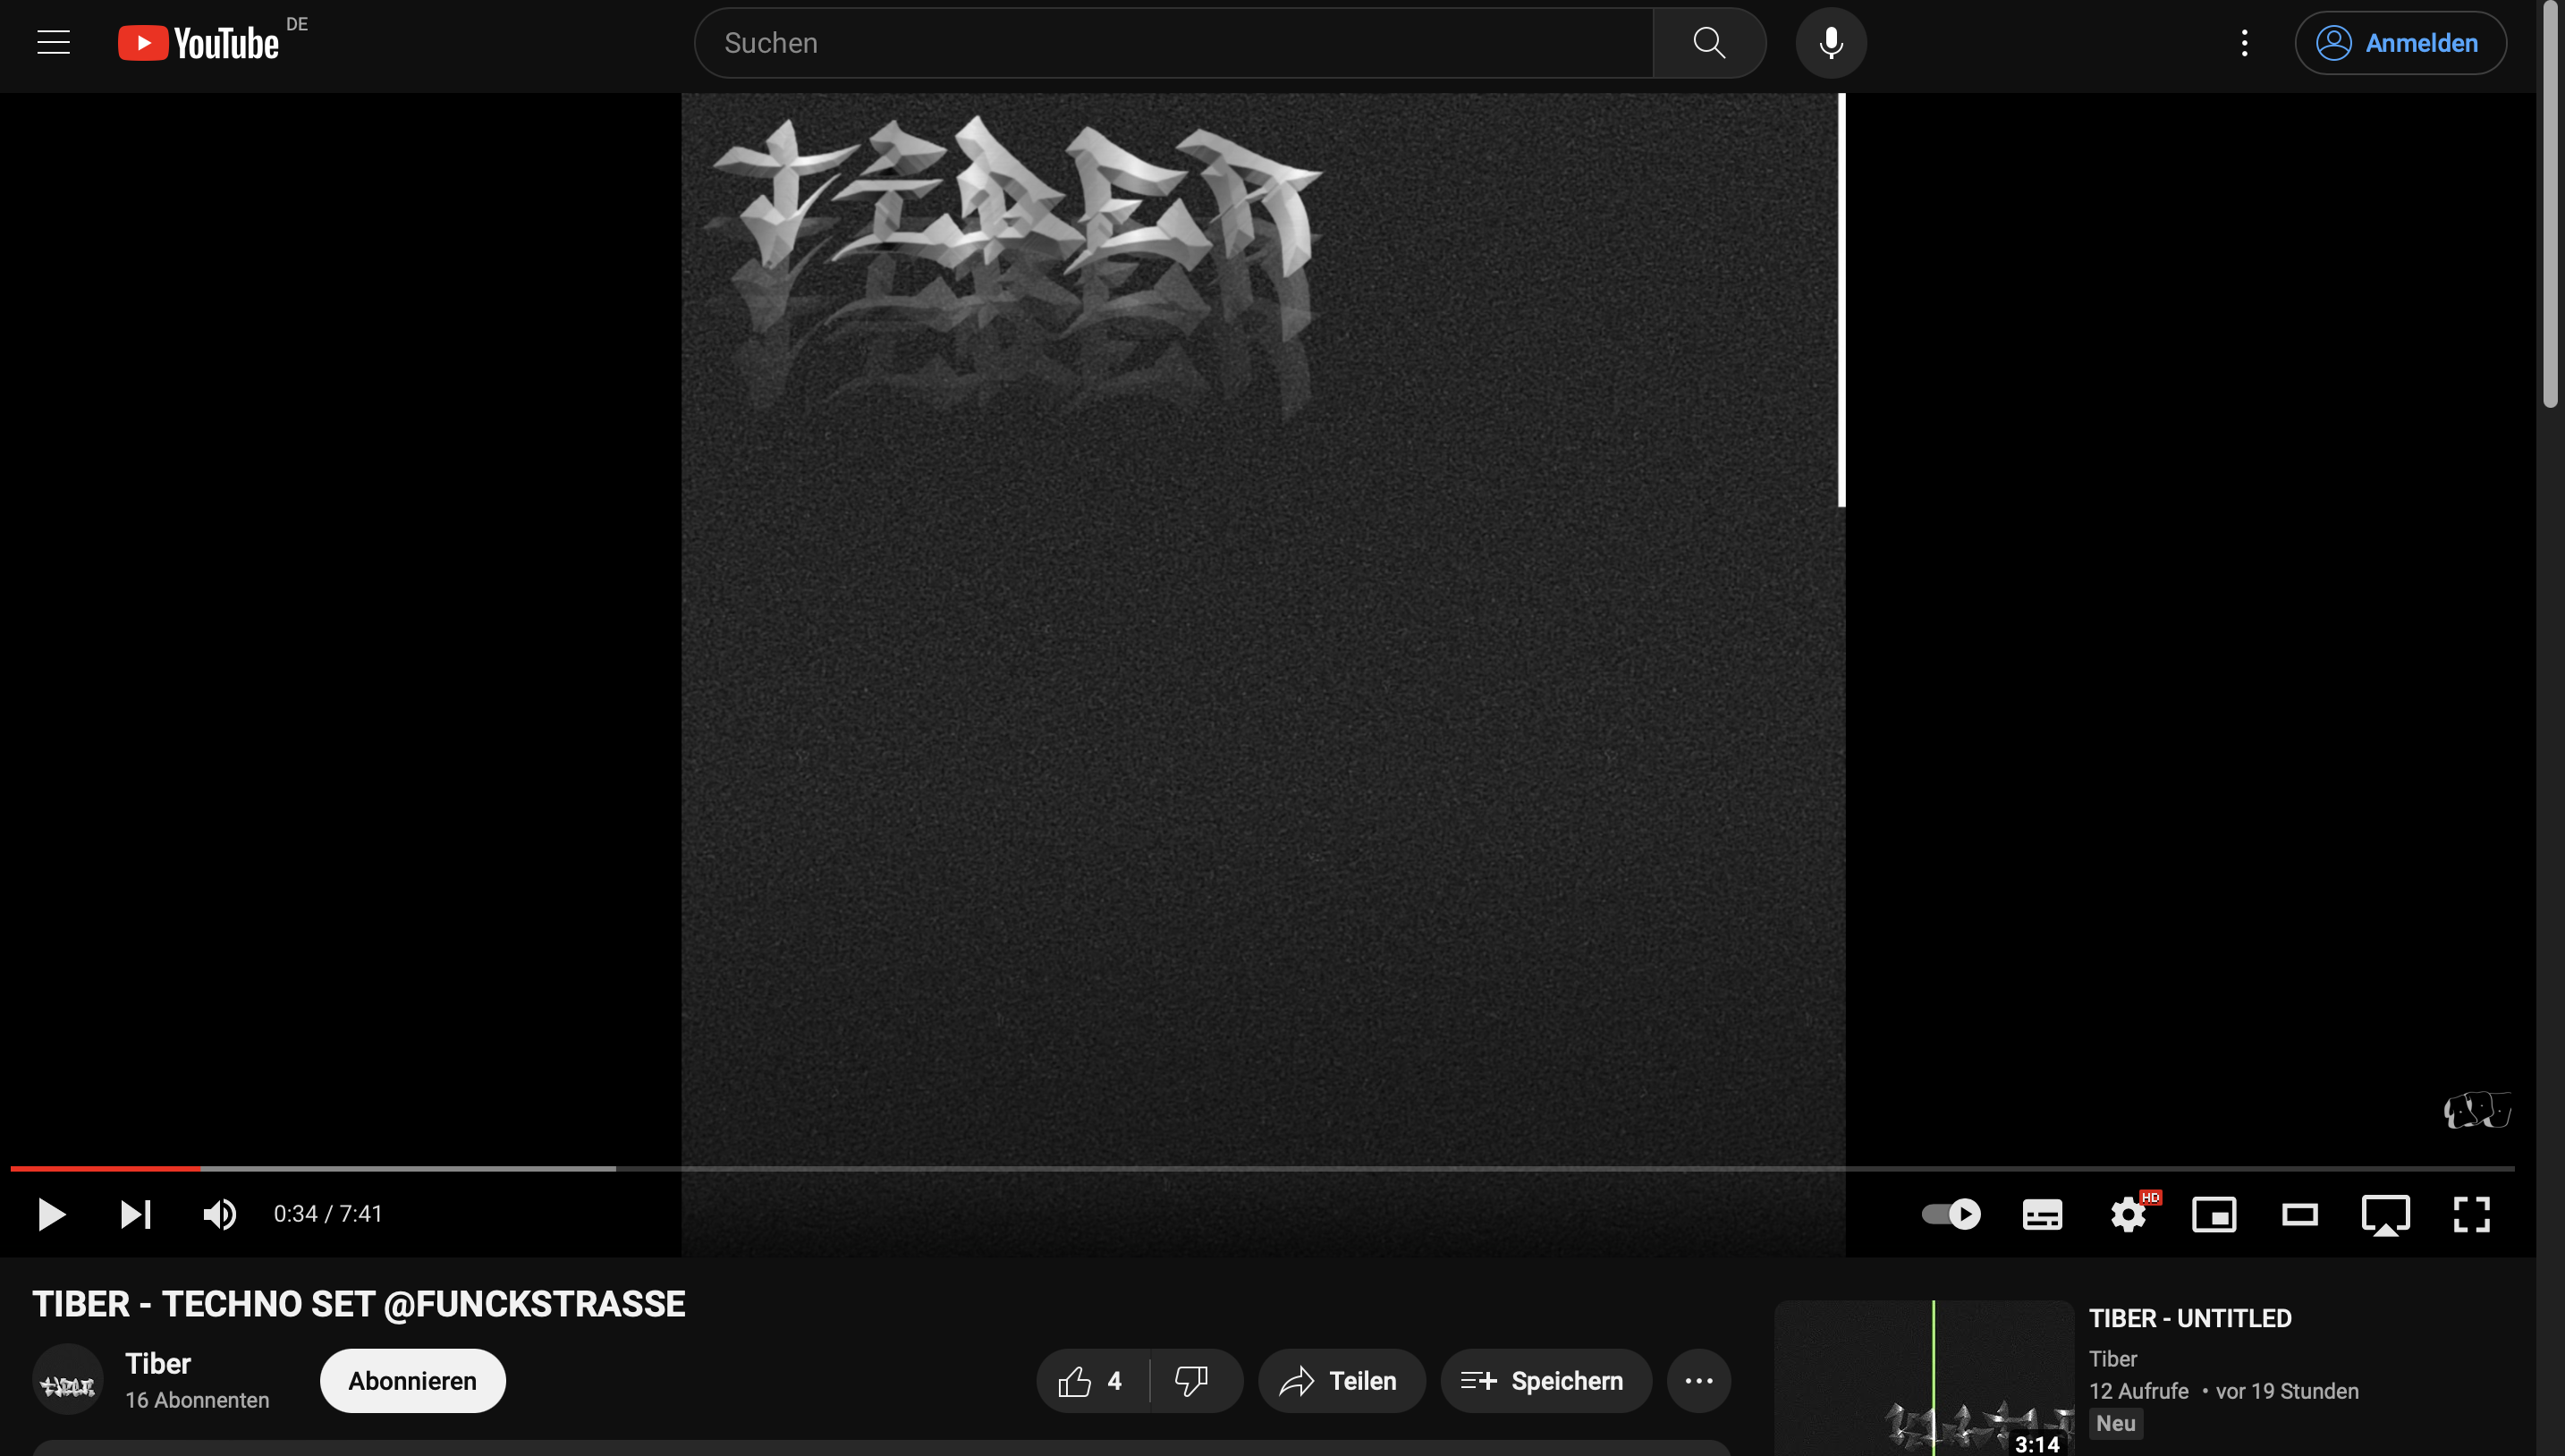 YouTube DE
Suchen
Anmelden
TIBER
0:34 / 7:41
HD
TIBER - TECHNO SET @FUNCKSTRASSE
Tiber
16 Abonnenten
Abonnieren
4
Teilen
Speichern
TIBER - UNTITLED
Tiber
12 Aufrufe • vor 19 Stunden
Neu
3:14